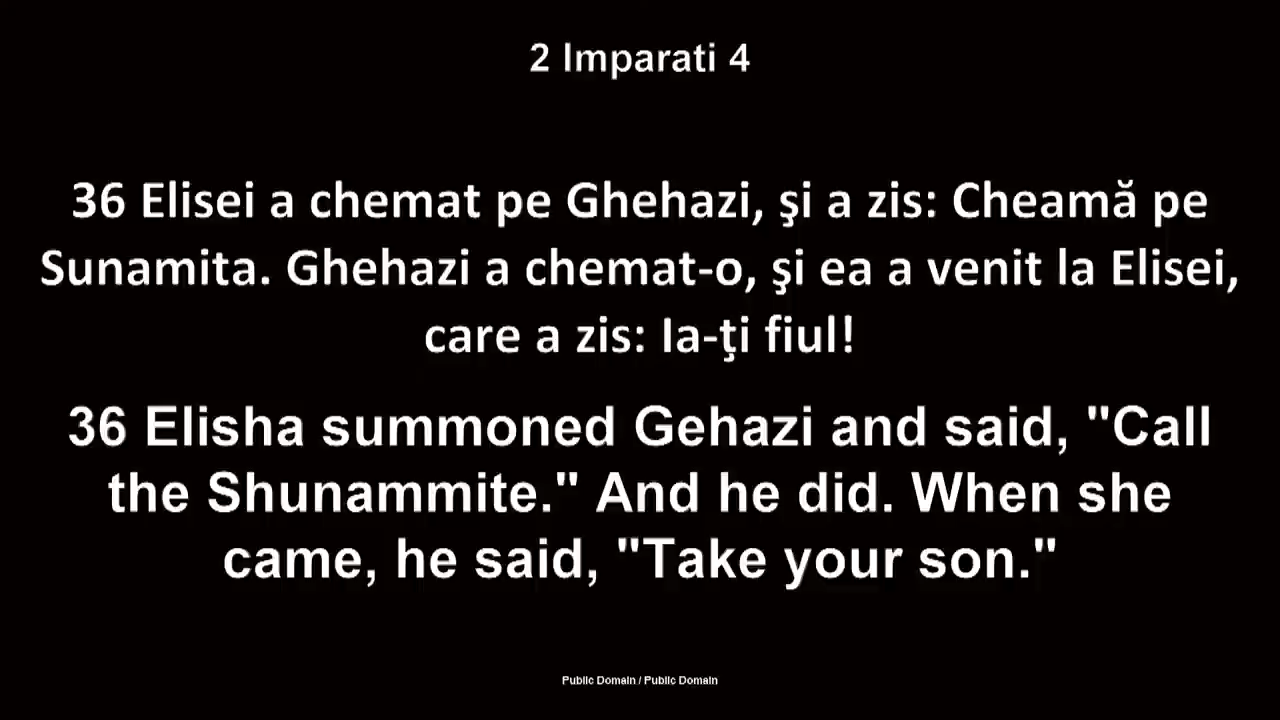 2 Imparati 4
36 Elisei a chemat pe Ghehazi, şi a zis: Cheamă pe
Sunamita. Ghehazi a chemat-o, şi ea a venit la Elisei,
care a zis: Ia-ţi fiul!
36 Elisha summoned Gehazi and said, "Call
the Shunammite." And he did. When she
came, he said, "Take your son."
Public Domain / Public Domain